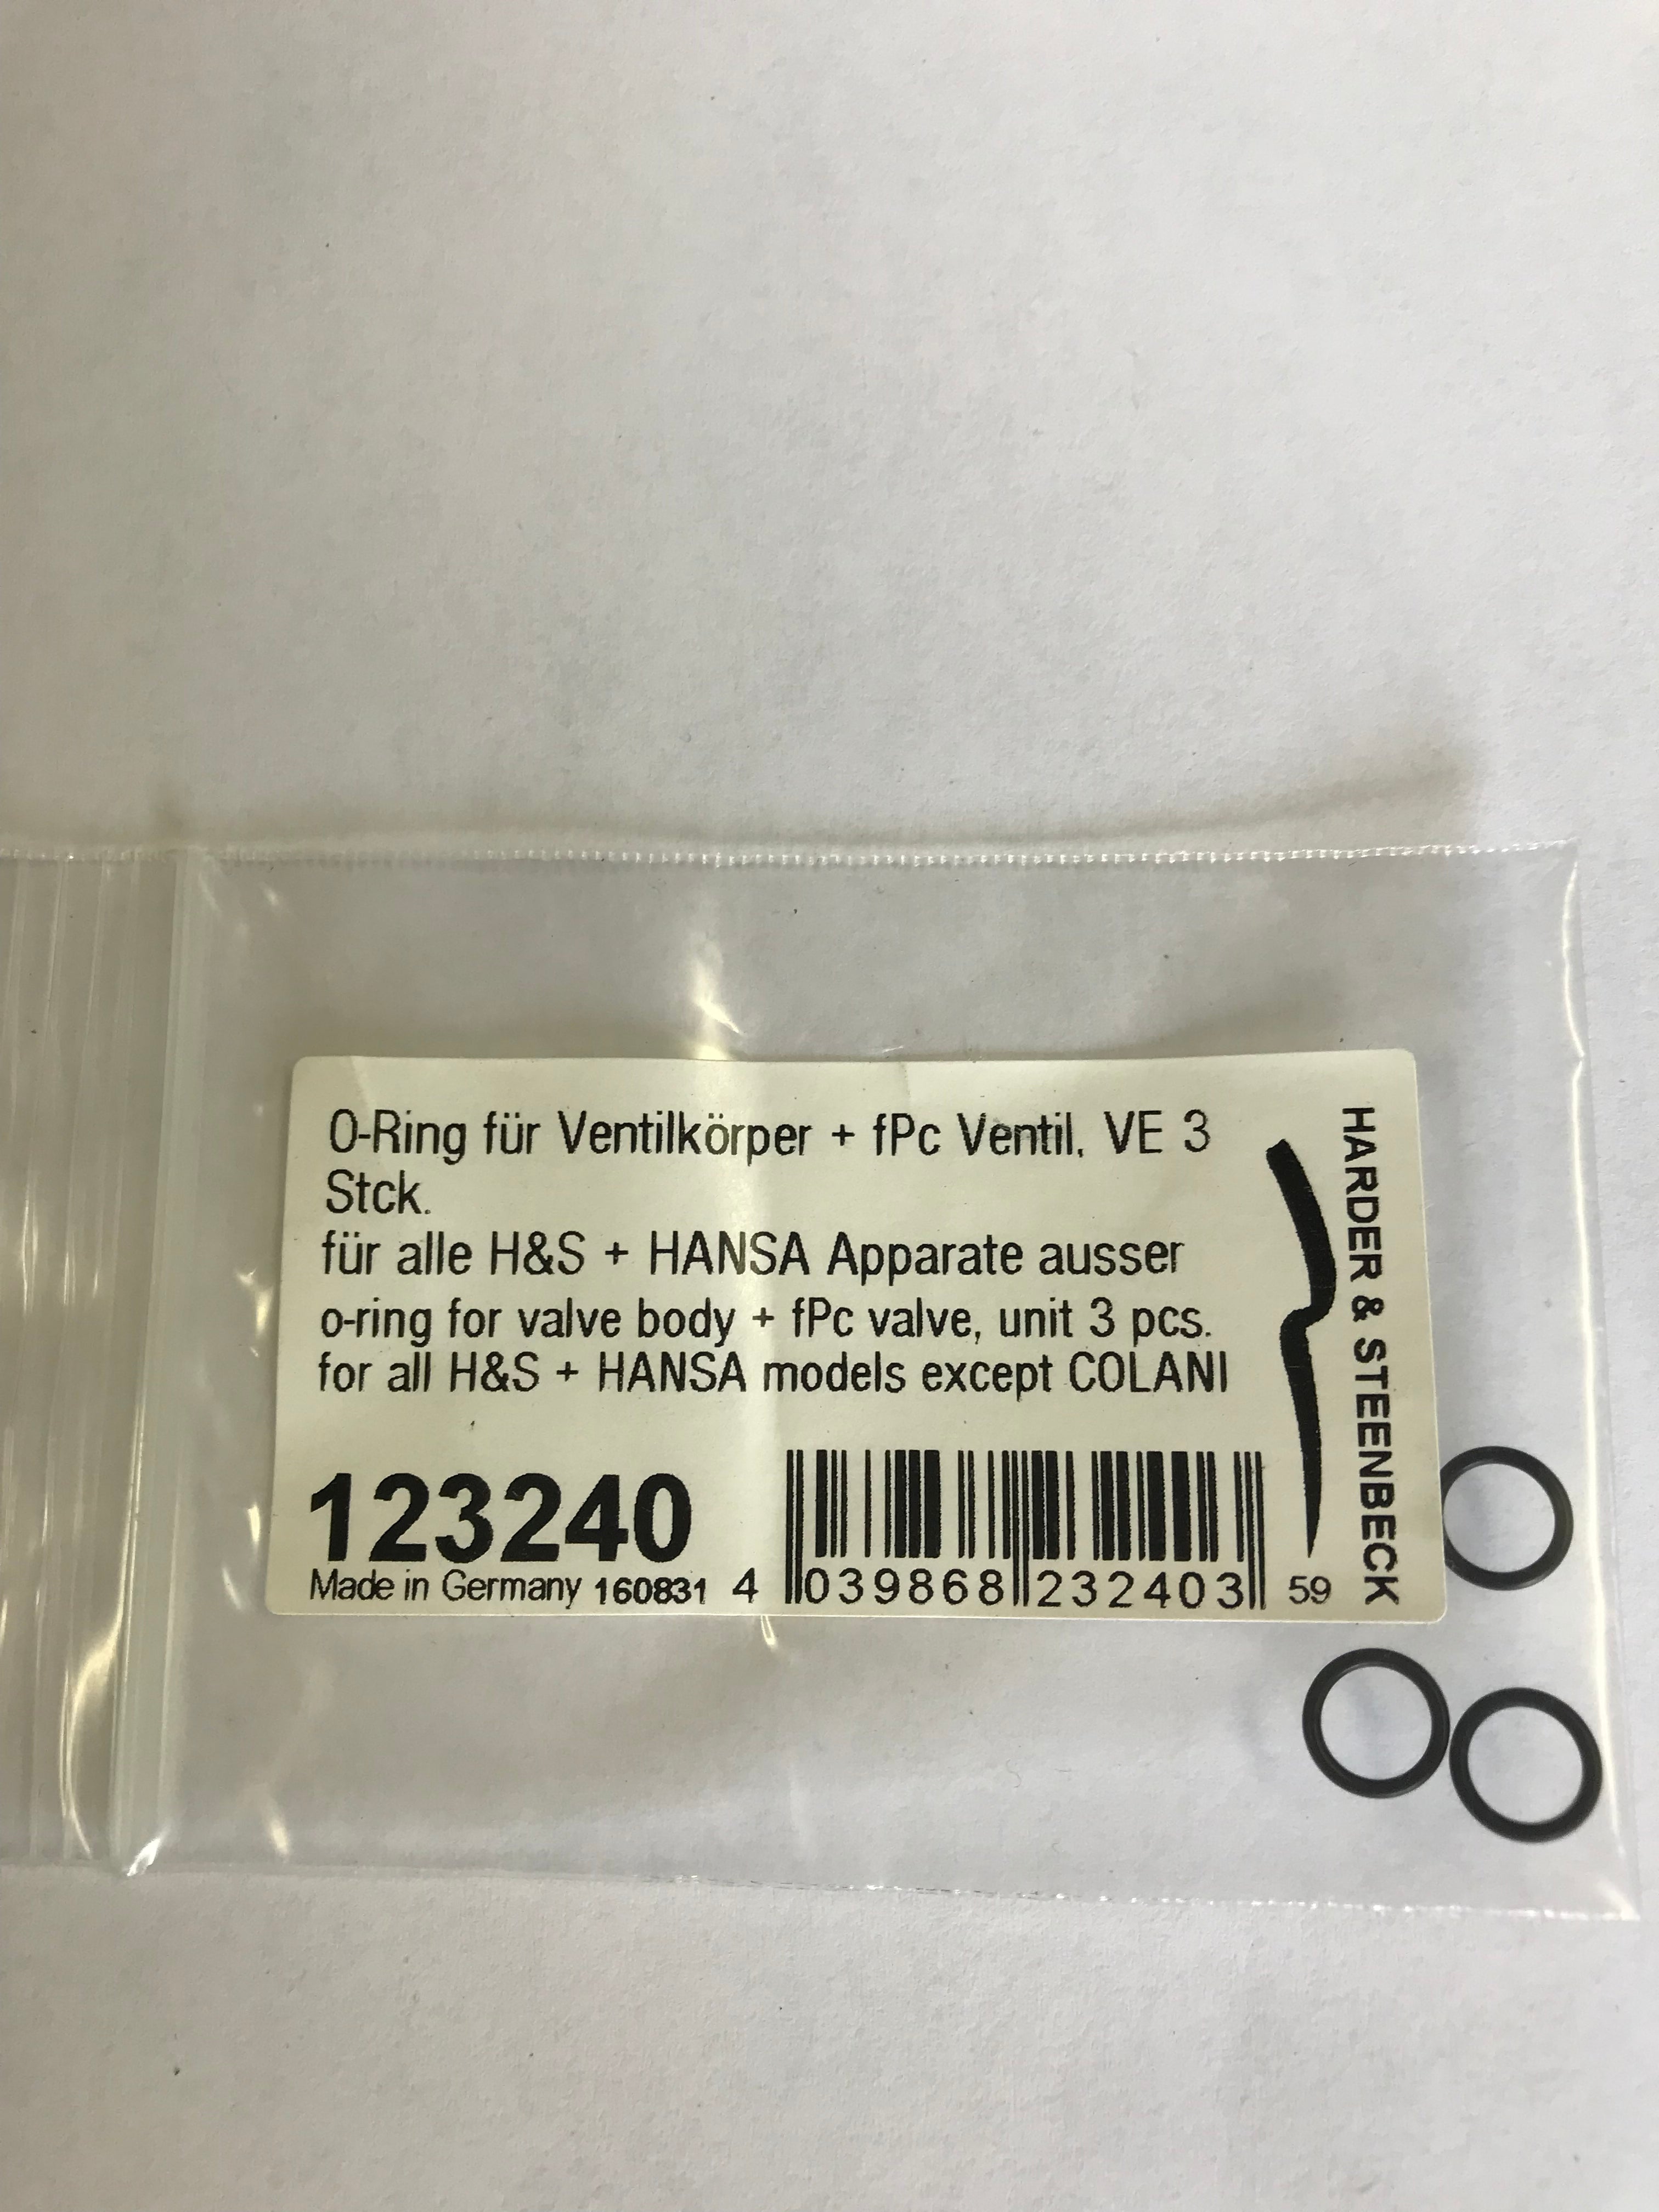 O-Ring für Ventilkörper + fPc Ventil, VE 3
Stck.
für alle H&S + HANSA Apparate ausser
o-ring for valve body + fPc valve, unit 3 pcs.
for all H&S + HANSA models except COLANI
123240
Made in Germany 160831
4 039868 232403
59
HARDER & STEENBECK